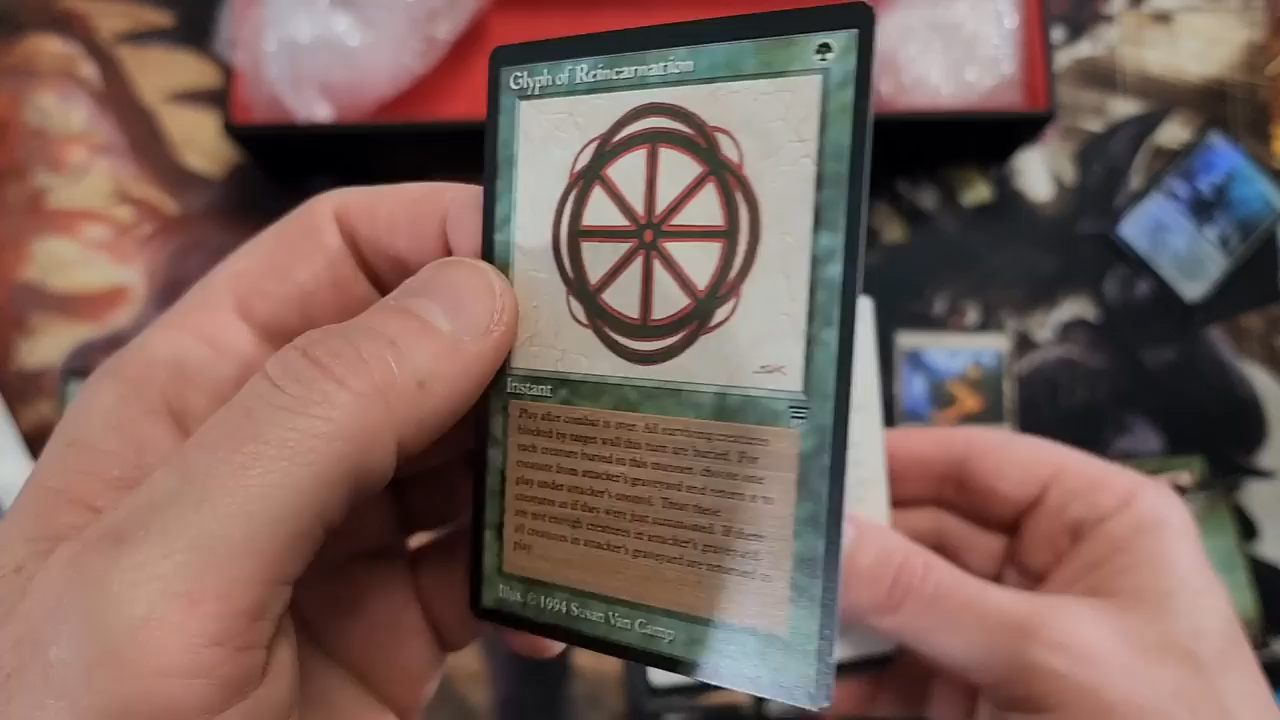 Glyph of Reincarnation
SK
Instant
Play after combat is over. All surviving creatures
blocked by target wall this turn are buried. For
each creature buried in this manner, choose one
creature from attacker's graveyard and return it to
play under attacker's control. Treat these
creatures as if they were just summoned. If there
are not enough creatures in attacker's graveyard,
all creatures in attacker's graveyard are returned to
play.
Illus. © 1994 Susan Van Camp